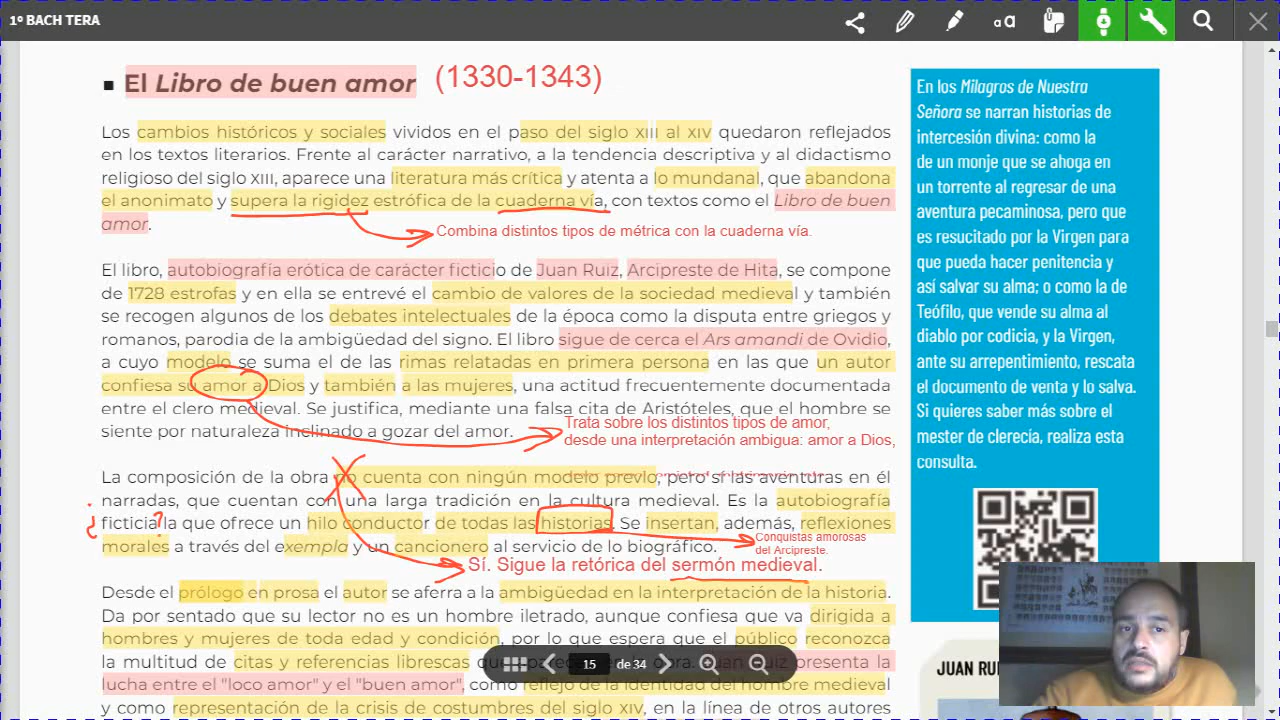 1º BACH TERA
aA
■ El Libro de buen amor (1330-1343)
Los cambios históricos y sociales vividos en el paso del siglo XIII al XIV quedaron reflejados
en los textos literarios. Frente al carácter narrativo, a la tendencia descriptiva y al didactismo
religioso del siglo XIII, aparece una literatura más crítica y atenta a lo mundanal, que abandona
el anonimato y supera la rigidez estrófica de la cuaderna vía, con textos como el Libro de buen
amor.
Combina distintos tipos de métrica con la cuaderna vía.
El libro, autobiografía erótica de carácter ficticio de Juan Ruiz, Arcipreste de Hita, se compone
de 1728 estrofas y en ella se entrevé el cambio de valores de la sociedad medieval y también
se recogen algunos de los debates intelectuales de la época como la disputa entre griegos y
romanos, parodia de la ambigüedad del signo. El libro sigue de cerca el Ars amandi de Ovidio,
a cuyo modelo se suma el de las rimas relatadas en primera persona en las que un autor
confiesa su amor a Dios y también a las mujeres, una actitud frecuentemente documentada
entre el clero medieval. Se justifica, mediante una falsa cita de Aristóteles, que el hombre se
siente por naturaleza inclinado a gozar del amor.
Trata sobre los distintos tipos de amor,
desde una interpretación ambigua: amor a Dios,
La composición de la obra no cuenta con ningún modelo previo, pero sí las aventuras en él
narradas, que cuentan con una larga tradición en la cultura medieval. Es la autobiografía
¿ficticia? la que ofrece un hilo conductor de todas las historias. Se insertan, además, reflexiones
morales a través del exempla y un cancionero al servicio de lo biográfico.
Conquistas amorosas
del Arcipreste.
Sí. Sigue la retórica del sermón medieval.
Desde el prólogo en prosa el autor se aferra a la ambigüedad en la interpretación de la historia.
Da por sentado que su lector no es un hombre iletrado, aunque confiesa que va dirigida a
hombres y mujeres de toda edad y condición, por lo que espera que el público reconozca
la multitud de citas y referencias librescas que obra. Juan Ruiz presenta la
lucha entre el "loco amor" y el "buen amor", como reflejo de la identidad del hombre medieval
y como representación de la crisis de costumbres del siglo XIV, en la línea de otros autores
15 de 34
En los Milagros de Nuestra
Señora se narran historias de
intercesión divina: como la
de un monje que se ahoga en
un torrente al regresar de una
aventura pecaminosa, pero que
es resucitado por la Virgen para
que pueda hacer penitencia y
así salvar su alma; o como la de
Teófilo, que vende su alma al
diablo por codicia, y la Virgen,
ante su arrepentimiento, rescata
el documento de venta y lo salva.
Si quieres saber más sobre el
mester de clerecía, realiza esta
consulta.
JUAN RU